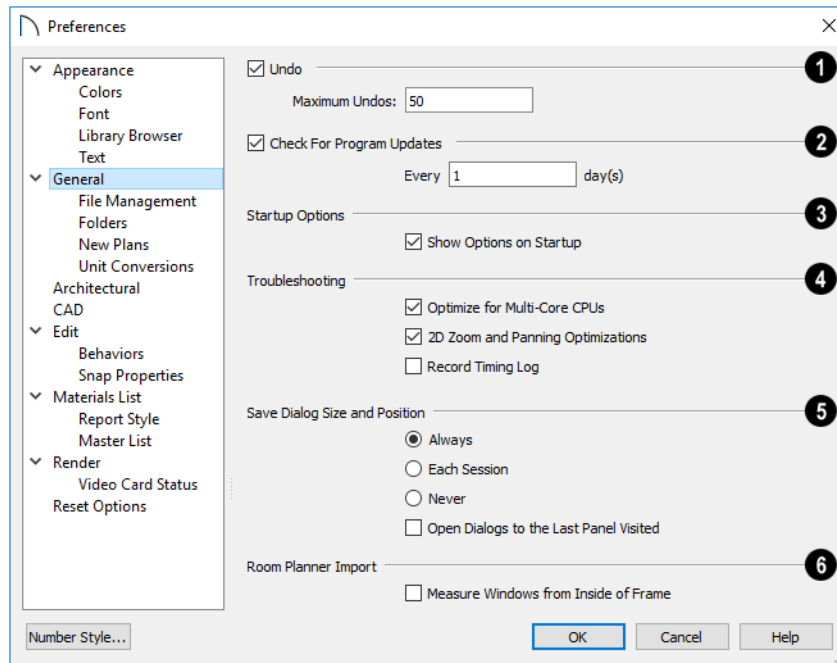 Preferences
Appearance
Colors
Font
Library Browser
Text
General
File Management
Folders
New Plans
Unit Conversions
Architectural
CAD
Edit
Behaviors
Snap Properties
Materials List
Report Style
Master List
Render
Video Card Status
Reset Options
Undo 1
Maximum Undos: 50
Check For Program Updates 2
Every 1 day(s)
Startup Options 3
Show Options on Startup
Troubleshooting 4
Optimize for Multi-Core CPUs
2D Zoom and Panning Optimizations
Record Timing Log
Save Dialog Size and Position 5
Always
Each Session
Never
Open Dialogs to the Last Panel Visited
Room Planner Import 6
Measure Windows from Inside of Frame
Number Style... OK Cancel Help